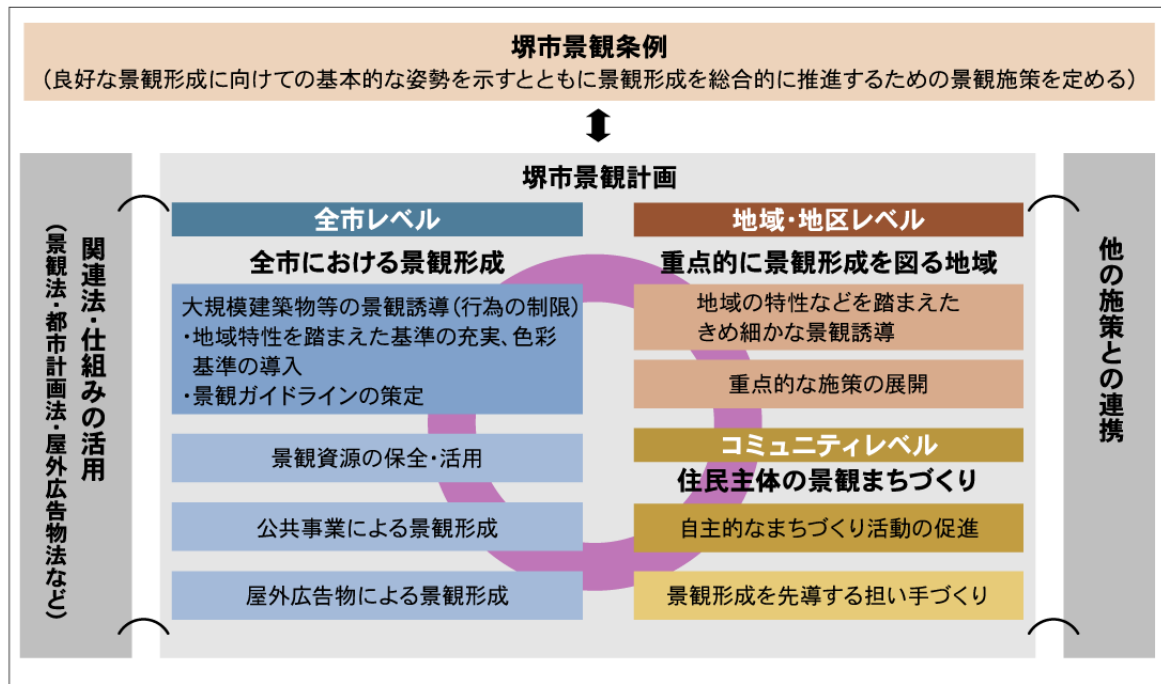 堺市景観条例
（良好な景観形成に向けての基本的な姿勢を示すとともに景観形成を総合的に推進するための景観施策を定める）
関連法・仕組みの活用
（景観法・都市計画法・屋外広告物法など）
堺市景観計画
全市レベル
全市における景観形成
大規模建築物等の景観誘導（行為の制限）
・地域特性を踏まえた基準の充実、色彩
基準の導入
・景観ガイドラインの策定
景観資源の保全・活用
公共事業による景観形成
屋外広告物による景観形成
地域・地区レベル
重点的に景観形成を図る地域
地域の特性などを踏まえた
きめ細かな景観誘導
重点的な施策の展開
コミュニティレベル
住民主体の景観まちづくり
自主的なまちづくり活動の促進
景観形成を先導する担い手づくり
他の施策との連携